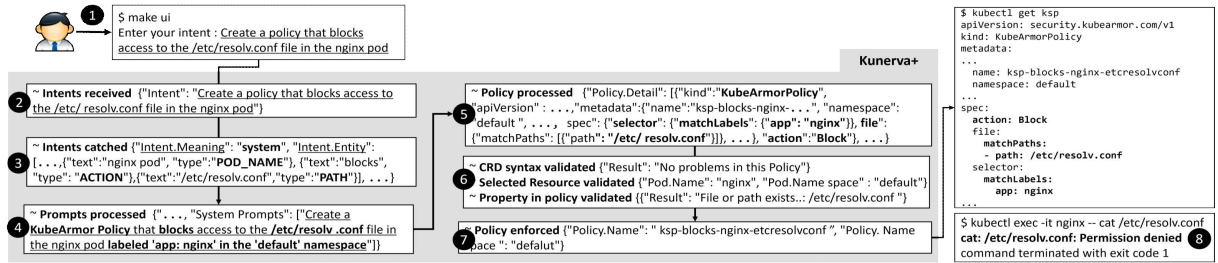 1
$ make ui
Enter your intent : Create a policy that blocks
access to the /etc/resolv.conf file in the nginx pod
Kunerva+
2
~ Intents received {"Intent": "Create a policy that blocks access to
the /etc/ resolv.conf file in the nginx pod"}
3
~ Intents catched {"Intent.Meaning": "system", "Intent.Entity":
[...,{"text":"nginx pod", "type":"POD_NAME"}, {"text":"blocks",
"type": "ACTION"},{"text":"/etc/resolv.conf","type":"PATH"}], ...}
4
~ Prompts processed {"..., "System Prompts": ["Create a
KubeArmor Policy that blocks access to the /etc/resolv .conf file in
the nginx pod labeled 'app: nginx' in the 'default' namespace"]}
5
~ Policy processed {"Policy.Detail": [{"kind":"KubeArmorPolicy",
"apiVersion" : ...,"metadata":{"name":"ksp-blocks-nginx-...", "namespace":
"default ", ..., spec": {"selector": {"matchLabels": {"app": "nginx"}}, file":
{"matchPaths": [{"path": "/etc/ resolv.conf"}]}, ...}, "action":"Block"}, ...}
6
~ CRD syntax validated {"Result": "No problems in this Policy"}
~ Selected Resource validated {"Pod.Name": "nginx", "Pod.Name space" : "default"}
~ Property in policy validated {{"Result": "File or path exists..: /etc/resolv.conf "}
7
~ Policy enforced {"Policy.Name": " ksp-blocks-nginx-etcresolvconf ", "Policy. Name
space ": "defalut"}
$ kubectl get ksp
apiVersion: security.kubearmor.com/v1
kind: KubeArmorPolicy
metadata:
...
name: ksp-blocks-nginx-etcresolvconf
namespace: default
...
spec:
action: Block
file:
matchPaths:
- path: /etc/resolv.conf
selector:
matchLabels:
app: nginx
...
$ kubectl exec -it nginx -- cat /etc/resolv.conf
cat: /etc/resolv.conf: Permission denied
8
command terminated with exit code 1